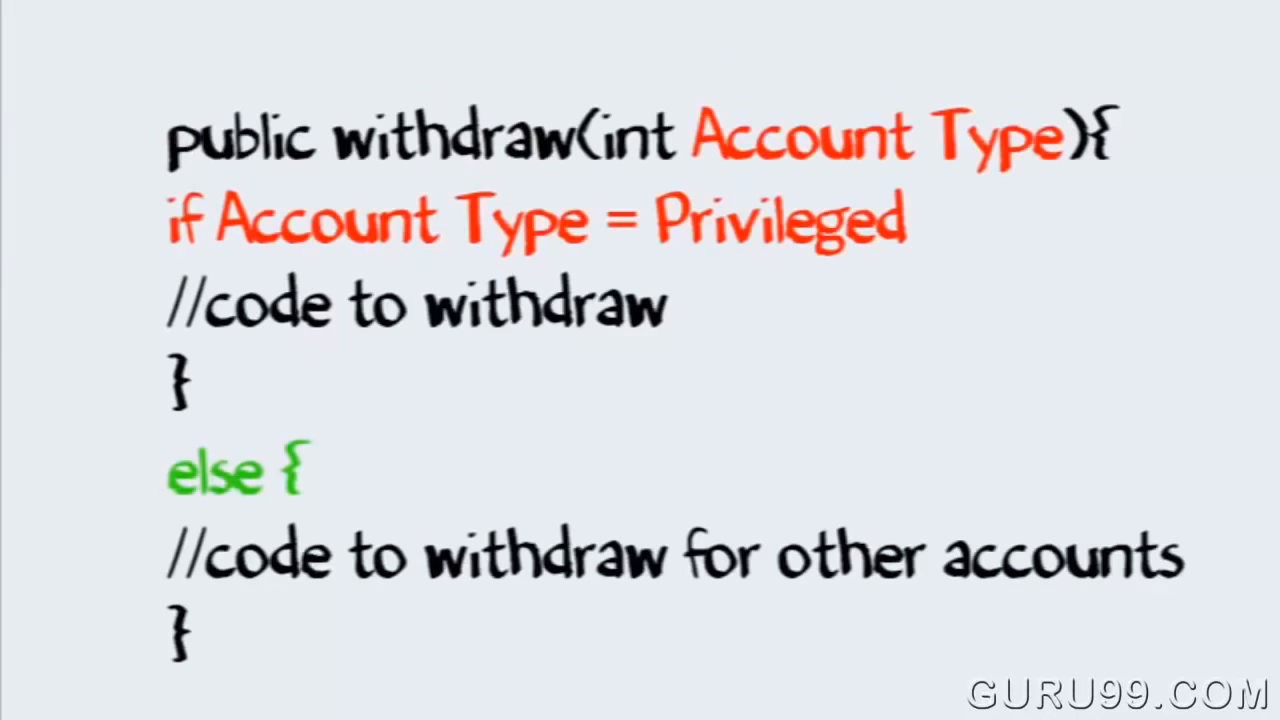 public withdraw(int Account Type){
if Account Type = Privileged
//code to withdraw
}
else {
//code to withdraw for other accounts
}
GURU99.COM